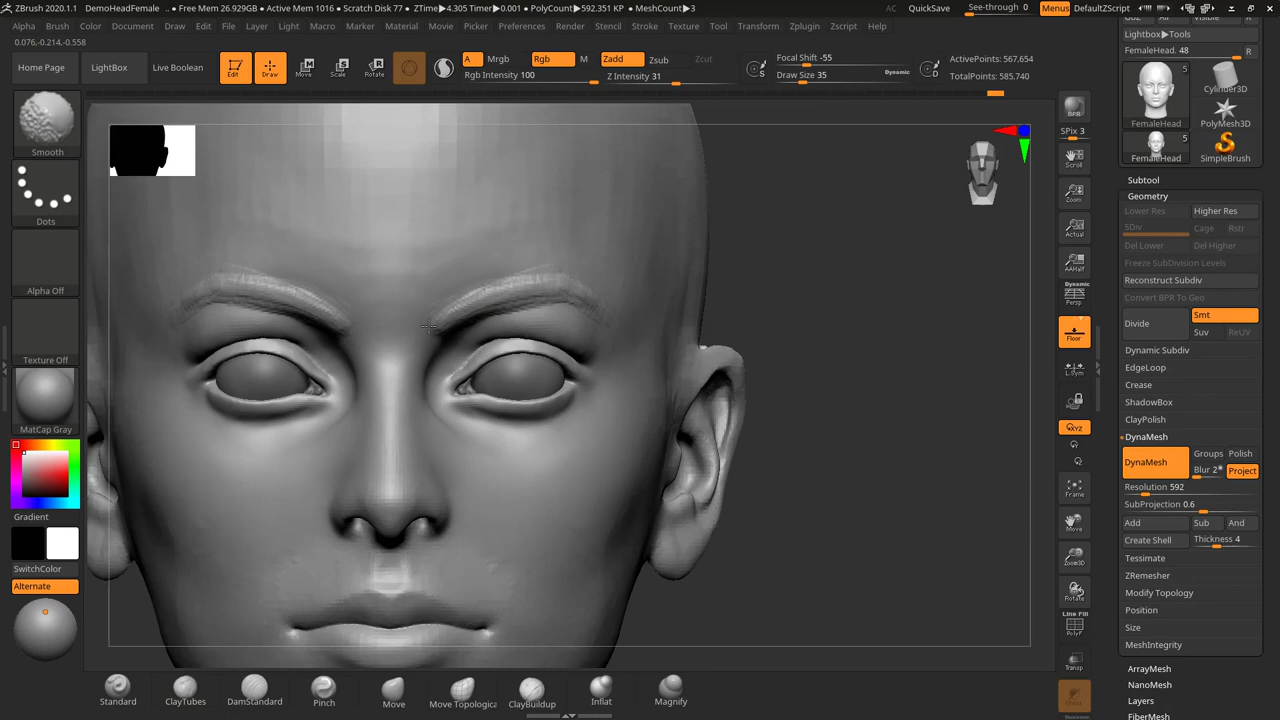 ZBrush 2020.1.1 DemoHeadFemale .. • Free Mem 26.929GB • Active Mem 1016 • Scratch Disk 77 • ZTime▶4.305 Timer▶0.001 • PolyCount▶592.351 KP • MeshCount▶3 AC QuickSave See-through 0 Menus DefaultZScript
Alpha Brush Color Document Draw Edit File Layer Light Macro Marker Material Movie Picker Preferences Render Stencil Stroke Texture Tool Transform Zplugin Zscript Help
0.076,-0.214,-0.558
Home Page LightBox Live Boolean Edit Draw Move Scale Rotate
A Mrgb Rgb M Zadd Zsub Zcut
Rgb Intensity 100 Z Intensity 31
Focal Shift -55
Draw Size 35 Dynamic
S D
ActivePoints: 567,654
TotalPoints: 585,740
Smooth
Dots
Alpha Off
Texture Off
MatCap Gray
Gradient
SwitchColor
Alternate
Standard ClayTubes DamStandard Pinch Move Move Topologica ClayBuildup Inflat Magnify
BPR
SPix 3
Scroll
Zoom
Actual
AAHalf
Dynamic
Persp
Floor
L.Sym
XYZ
Y
Z
Frame
Move
Zoom3D
Rotate
Line Fill
PolyF
Transp
Ghost
GoZ All Visible R
Lightbox▶Tools
FemaleHead. 48 R
5
FemaleHead
Cylinder3D
PolyMesh3D
5
FemaleHead
SimpleBrush
Subtool
Geometry
Lower Res Higher Res
SDiv Cage Rstr
Del Lower Del Higher
Freeze SubDivision Levels
Reconstruct Subdiv
Convert BPR To Geo
Divide Smt
Suv ReUV
Dynamic Subdiv
EdgeLoop
Crease
ShadowBox
ClayPolish
DynaMesh
DynaMesh Groups Polish
Blur 2 Project
Resolution 592
SubProjection 0.6
Add Sub And
Create Shell Thickness 4
Tessimate
ZRemesher
Modify Topology
Position
Size
MeshIntegrity
ArrayMesh
NanoMesh
Layers
FiberMesh